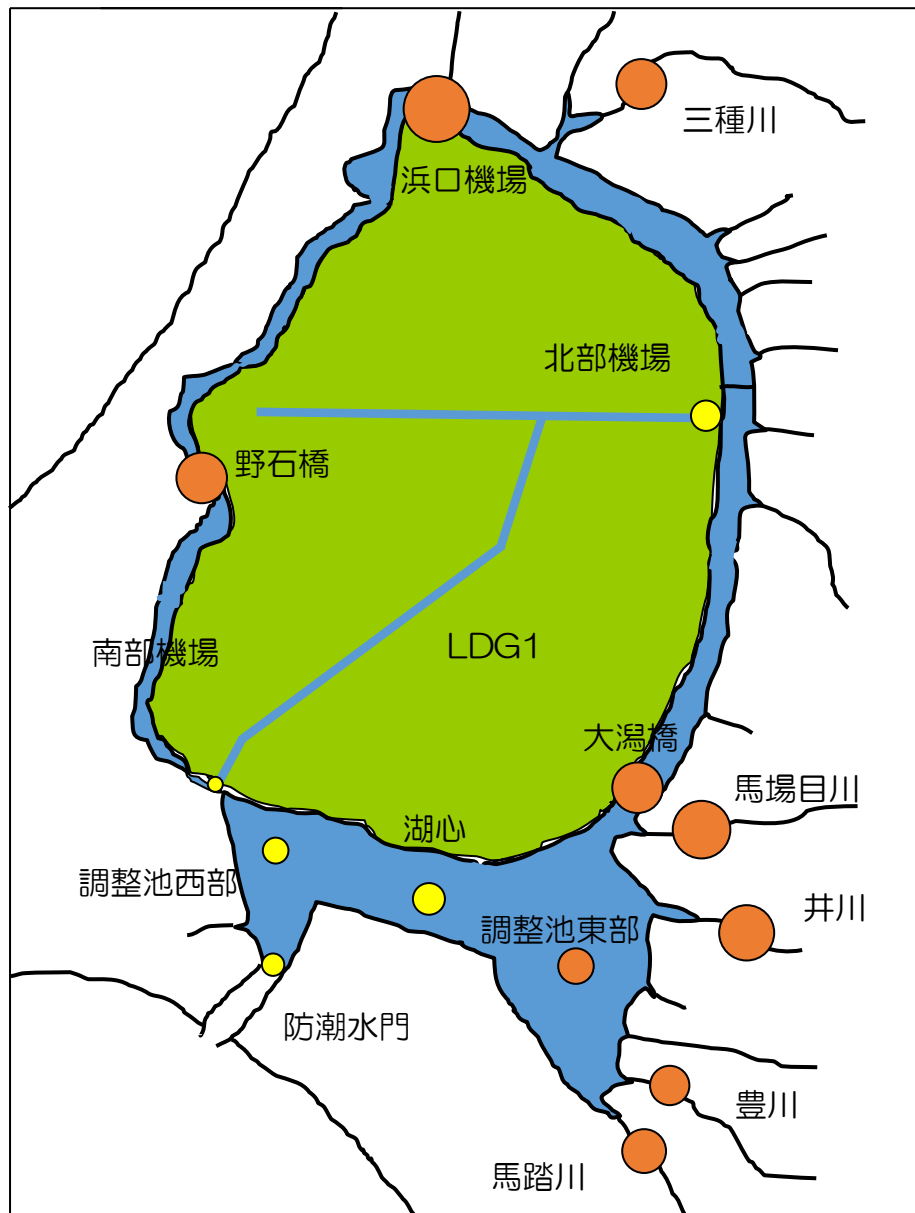 三種川
浜口機場
北部機場
野石橋
LDG1
南部機場
大潟橋
馬場目川
湖心
調整池西部
井川
調整池東部
防潮水門
豊川
馬踏川